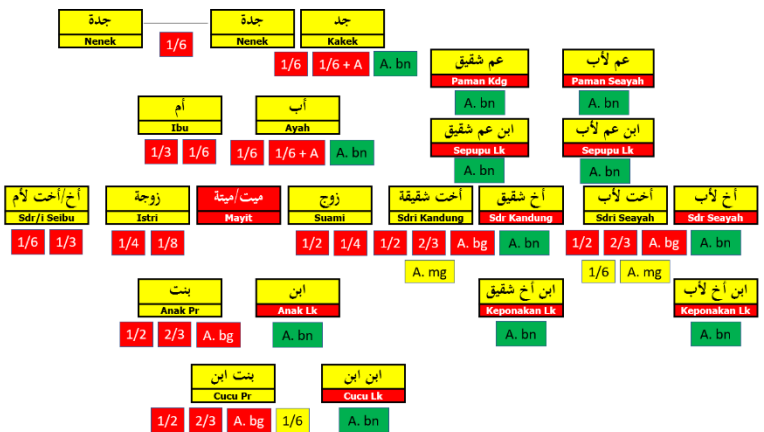 جدة
Nenek
1/6
جدة
Nenek
جد
Kakek
1/6
1/6 + A
A. bn
عم شقيق
Paman Kdg
A. bn
عم لأب
Paman Seayah
A. bn
أم
Ibu
1/3
1/6
أب
Ayah
1/6
1/6 + A
A. bn
ابن عم شقيق
Sepupu Lk
A. bn
ابن عم لأب
Sepupu Lk
A. bn
أخ/أخت لأم
Sdr/i Seibu
1/6
1/3
زوجة
Istri
1/4
1/8
ميت/ميتة
Mayit
زوج
Suami
1/2
1/4
أخت شقيقة
Sdri Kandung
1/2
2/3
A. bg
A. mg
أخ شقيق
Sdr Kandung
A. bn
أخت لأب
Sdri Seayah
1/2
2/3
A. bg
1/6
A. mg
أخ لأب
Sdr Seayah
A. bn
بنت
Anak Pr
1/2
2/3
A. bg
ابن
Anak Lk
A. bn
ابن أخ شقيق
Keponakan Lk
A. bn
ابن أخ لأب
Keponakan Lk
A. bn
بنت ابن
Cucu Pr
1/2
2/3
A. bg
1/6
ابن ابن
Cucu Lk
A. bn